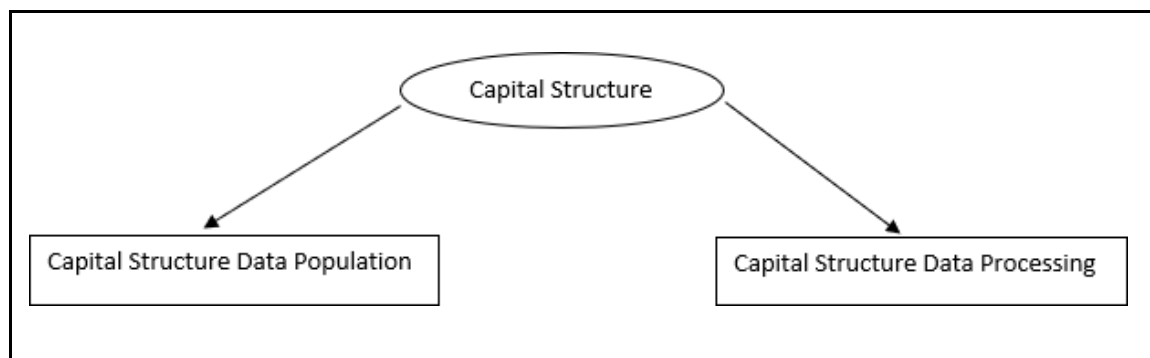 Capital Structure
Capital Structure Data Population
Capital Structure Data Processing